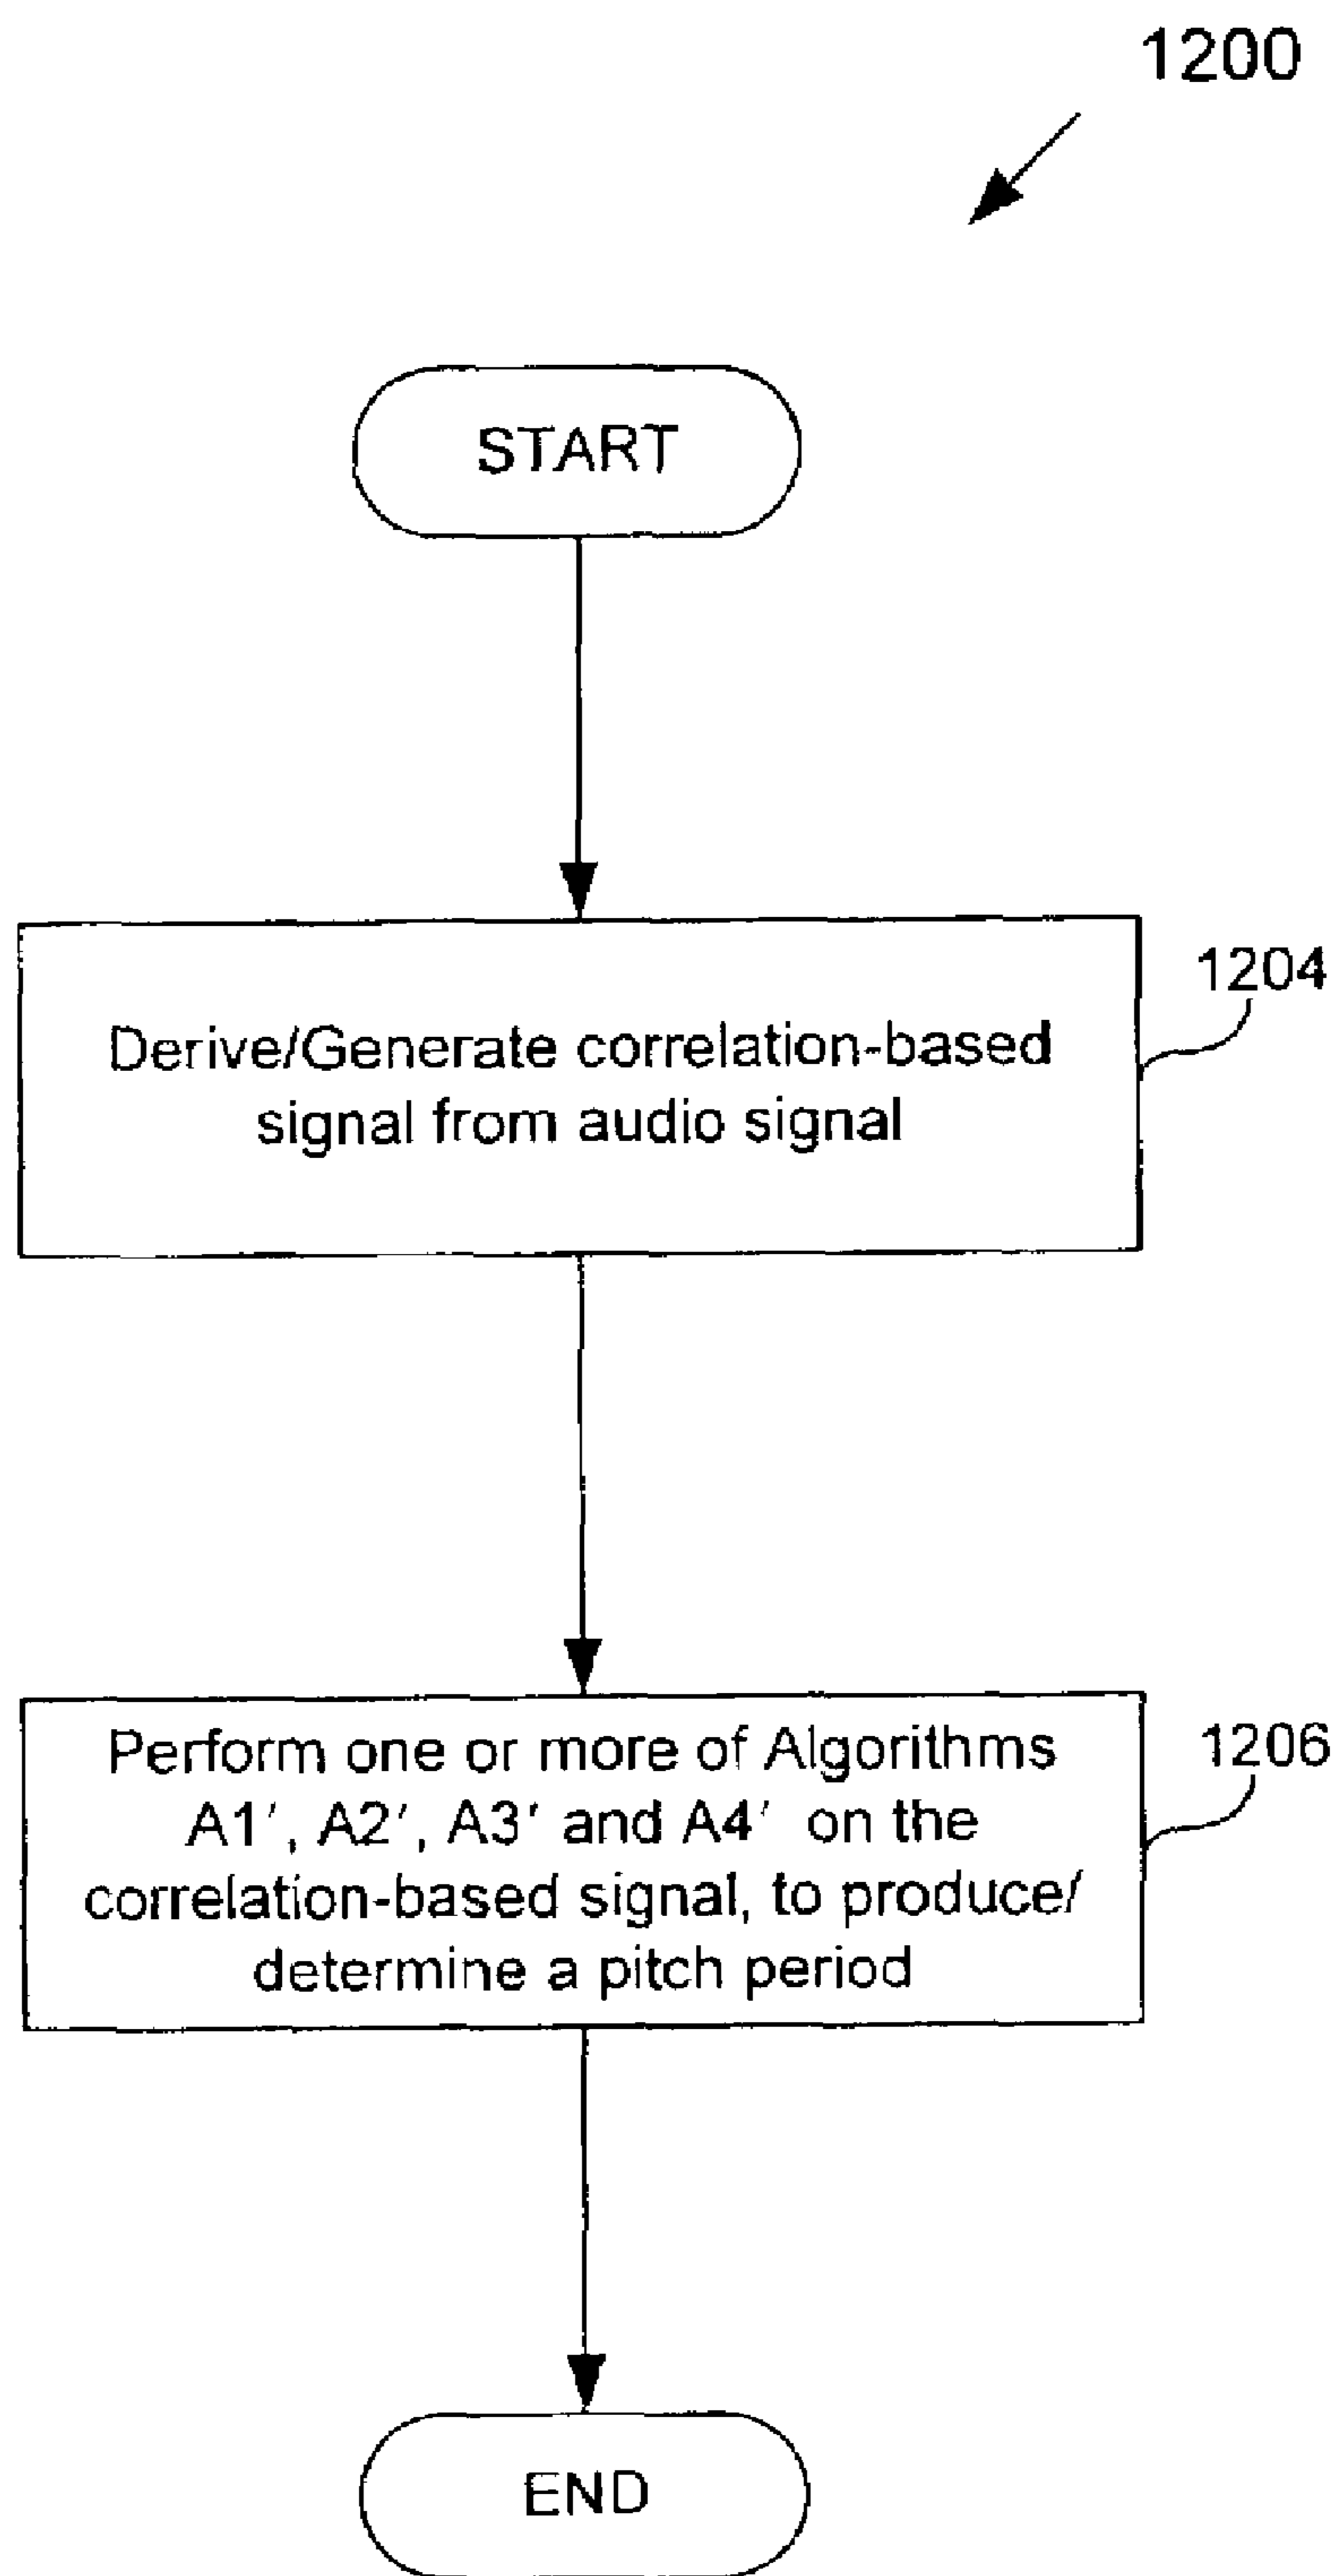 1200
START
1204
Derive/Generate correlation-based
signal from audio signal
1206
Perform one or more of Algorithms
A1′, A2′, A3′ and A4′ on the
correlation-based signal, to produce/
determine a pitch period
END